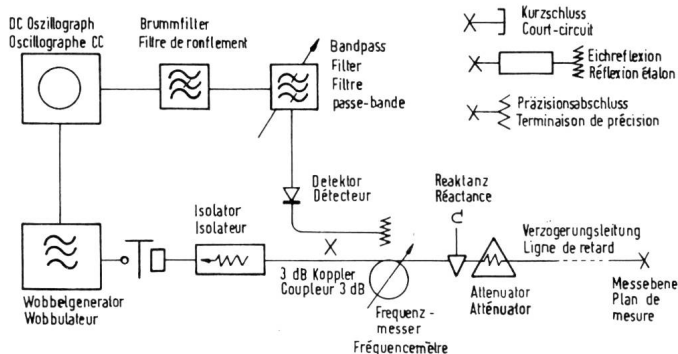 DC Oszillograph
Oscillographe CC
Brummfilter
Filtre de ronflement
Bandpass
Filter
Filtre
passe-bande
Kurzschluss
Court-circuit
Eichreflexion
Réflexion étalon
Präzisionsabschluss
Terminaison de précision
Delektor
Détecteur
Reaktanz
Réactance
Isolator
Isolateur
Verzögerungsleitung
Ligne de retard
3 dB Koppler
Coupleur 3 dB
Wobbelgenerator
Wobbulateur
Frequenz-
messer
Fréquencemètre
Attenuator
Atténuator
Messebene
Plan de
mesure